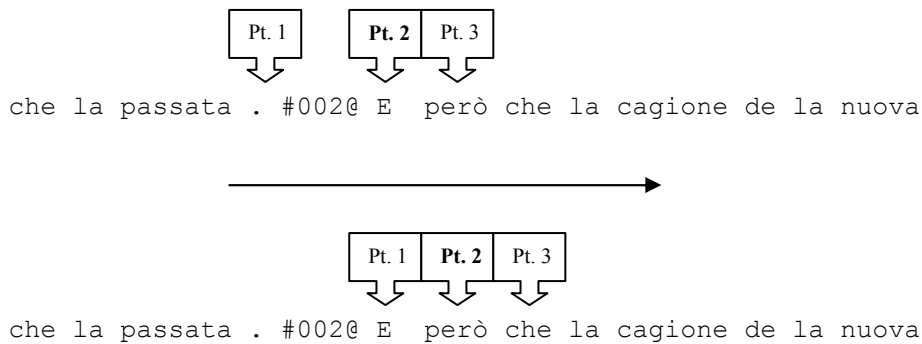 Pt. 1 Pt. 2 Pt. 3
che la passata . #002@ E però che la cagione de la nuova
Pt. 1 Pt. 2 Pt. 3
che la passata . #002@ E però che la cagione de la nuova